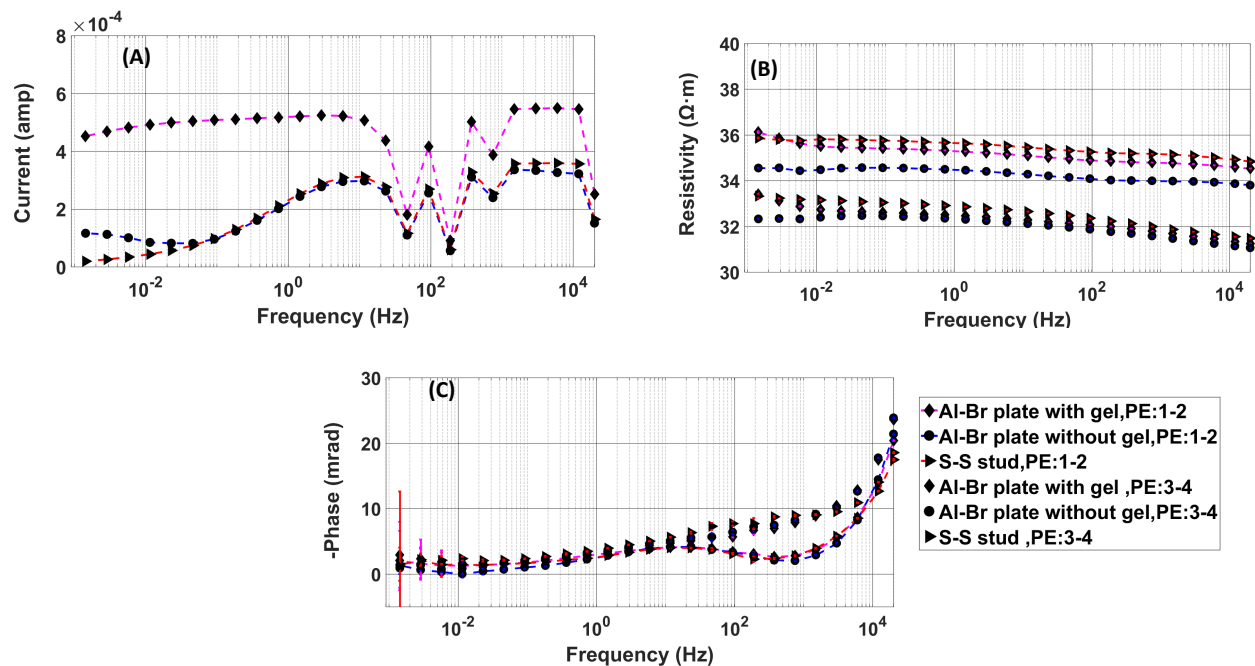 ×10⁻⁴
(A)
8
6
4
2
0
Current (amp)
10⁻² 10⁰ 10² 10⁴
Frequency (Hz)
(B)
40
38
36
34
32
30
Resistivity (Ω·m)
10⁻² 10⁰ 10² 10⁴
Frequency (Hz)
(C)
30
20
10
0
-Phase (mrad)
10⁻² 10⁰ 10² 10⁴
Frequency (Hz)
Al-Br plate with gel,PE:1-2
Al-Br plate without gel,PE:1-2
S-S stud,PE:1-2
Al-Br plate with gel ,PE:3-4
Al-Br plate without gel,PE:3-4
S-S stud ,PE:3-4